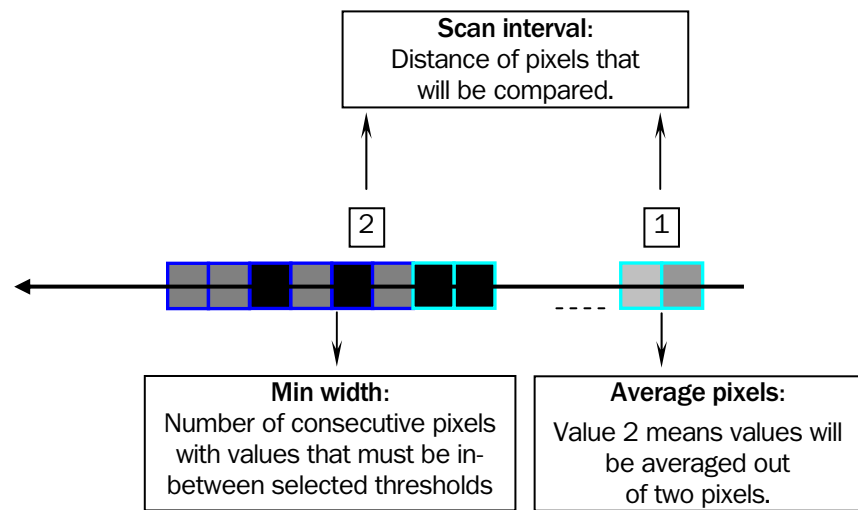 Scan interval:
Distance of pixels that
will be compared.
2
1
Min width:
Number of consecutive pixels
with values that must be in-
between selected thresholds
Average pixels:
Value 2 means values will
be averaged out
of two pixels.